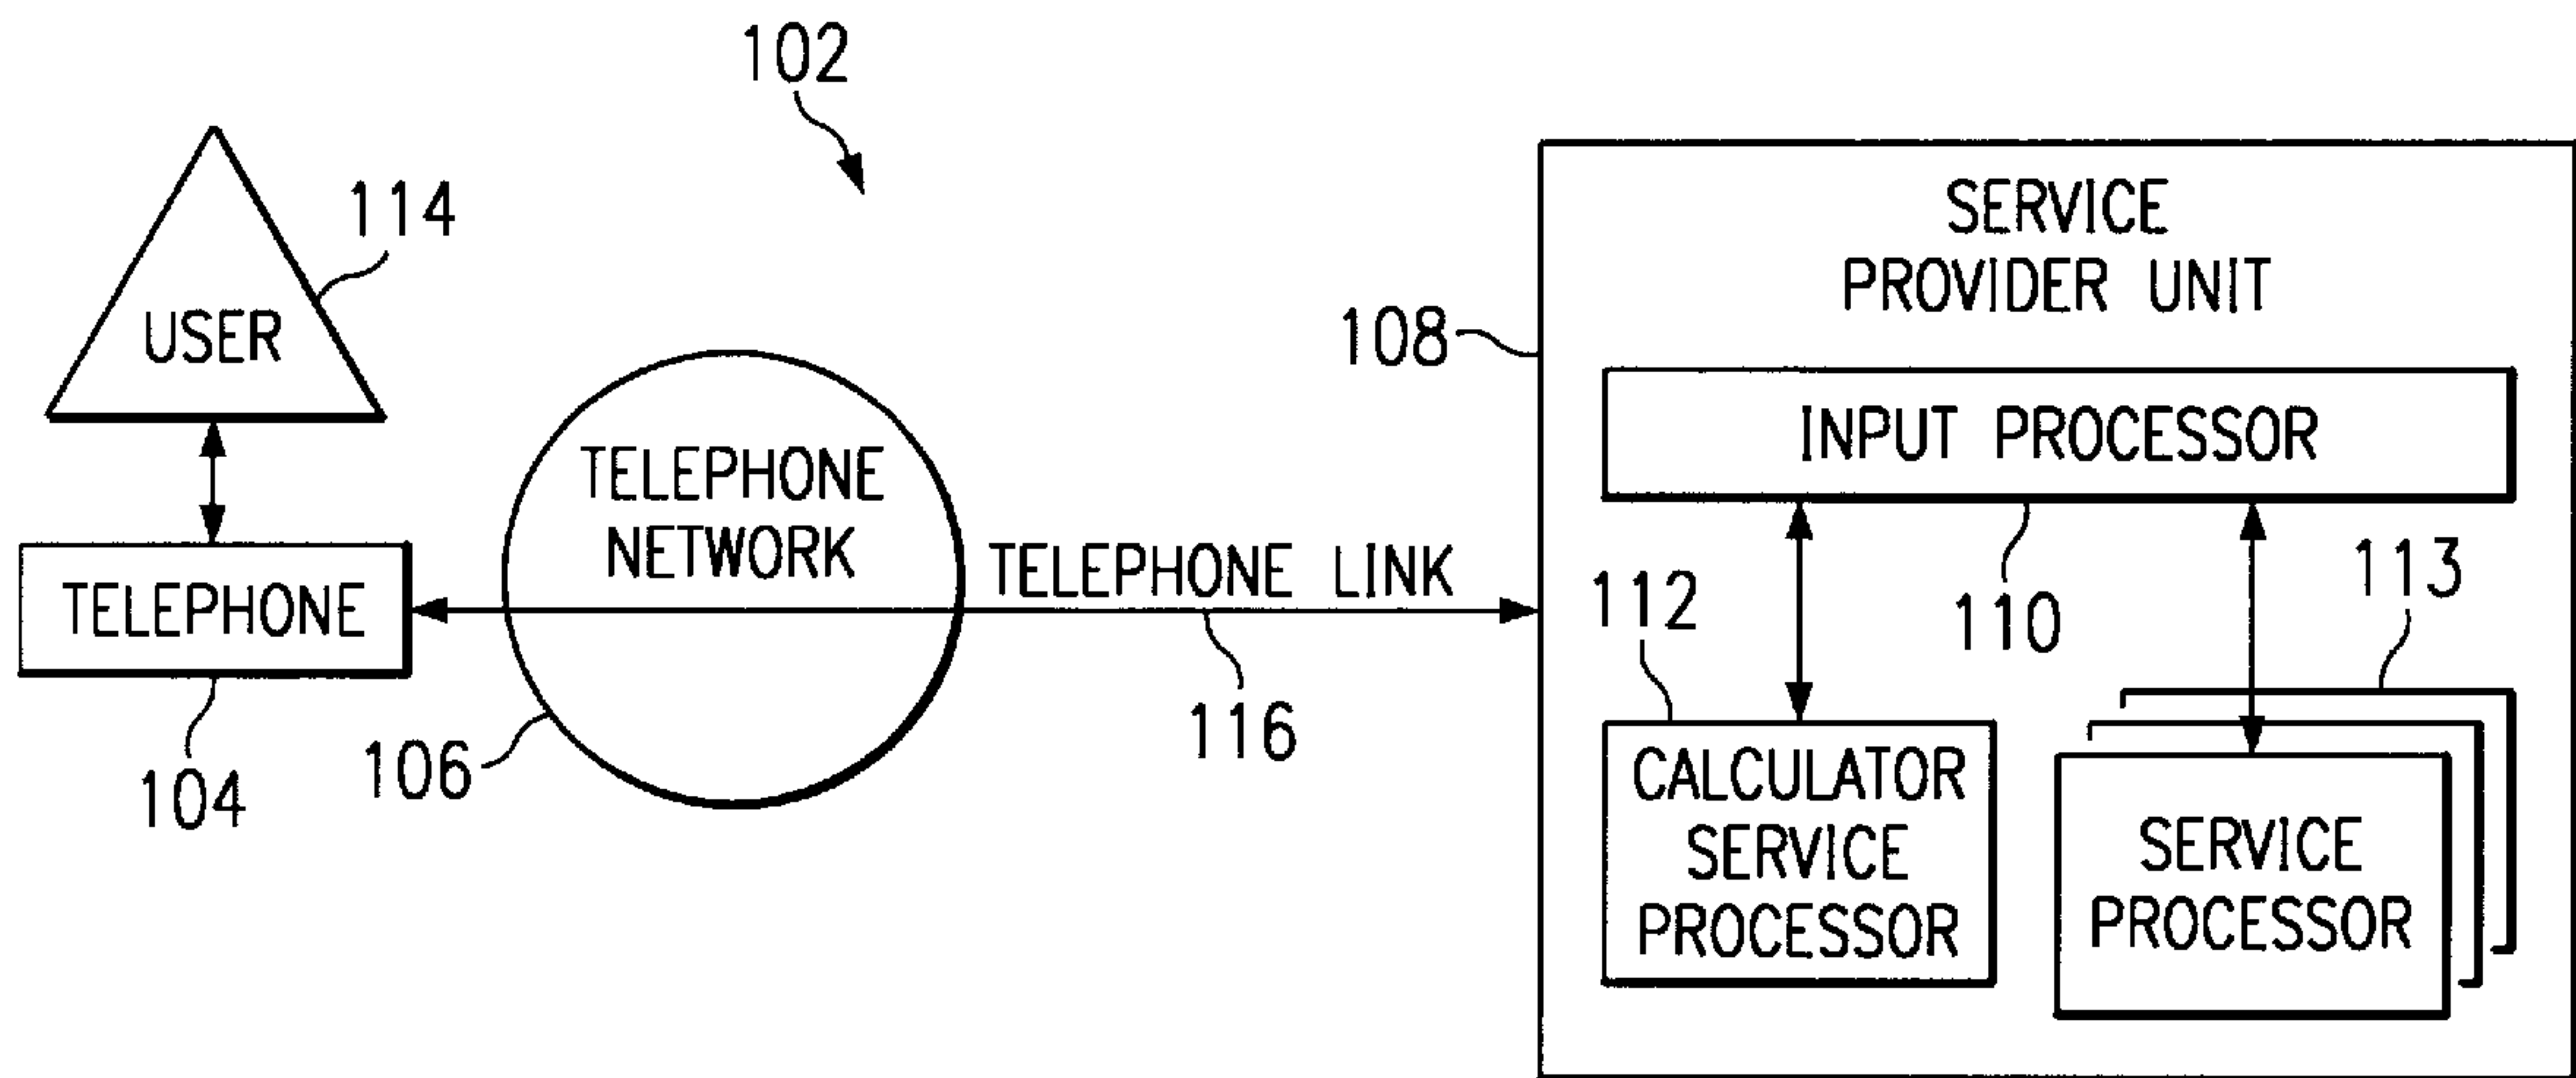 102
114
USER
TELEPHONE
104
TELEPHONE
NETWORK
106
TELEPHONE LINK
116
108
SERVICE
PROVIDER UNIT
INPUT PROCESSOR
110
112
CALCULATOR
SERVICE
PROCESSOR
113
SERVICE
PROCESSOR